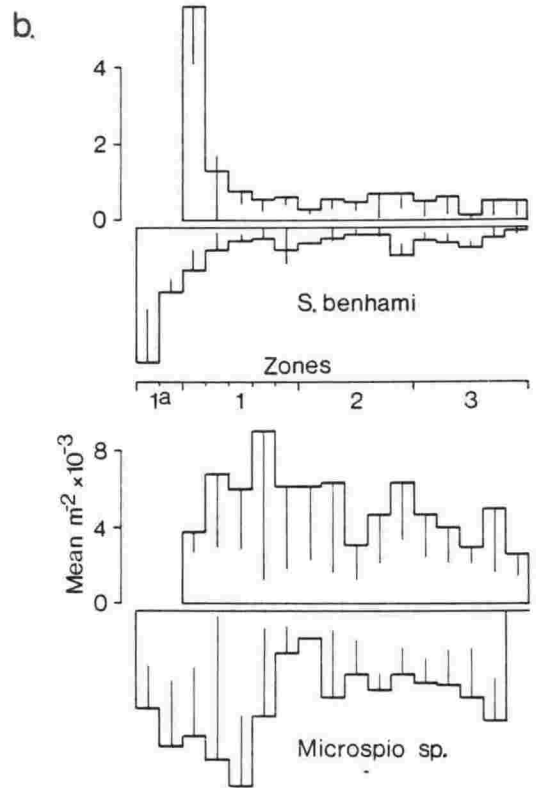 b.
4
2
0
S. benhami
Zones
1a 1 2 3
Mean m-2 ×10-3
8
4
0
Microspio sp.